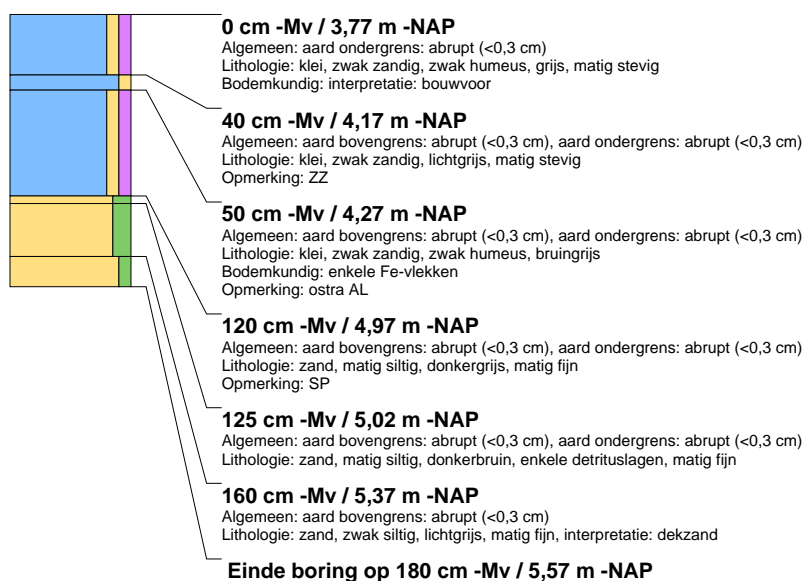 0 cm -Mv / 3,77 m -NAP
Algemeen: aard ondergrens: abrupt (<0,3 cm)
Lithologie: klei, zwak zandig, zwak humeus, grijs, matig stevig
Bodemkundig: interpretatie: bouwvoor
40 cm -Mv / 4,17 m -NAP
Algemeen: aard bovengrens: abrupt (<0,3 cm), aard ondergrens: abrupt (<0,3 cm)
Lithologie: klei, zwak zandig, lichtgrijs, matig stevig
Opmerking: ZZ
50 cm -Mv / 4,27 m -NAP
Algemeen: aard bovengrens: abrupt (<0,3 cm), aard ondergrens: abrupt (<0,3 cm)
Lithologie: klei, zwak zandig, zwak humeus, bruingrijs
Bodemkundig: enkele Fe-vlekken
Opmerking: ostra AL
120 cm -Mv / 4,97 m -NAP
Algemeen: aard bovengrens: abrupt (<0,3 cm), aard ondergrens: abrupt (<0,3 cm)
Lithologie: zand, matig siltig, donkergrijs, matig fijn
Opmerking: SP
125 cm -Mv / 5,02 m -NAP
Algemeen: aard bovengrens: abrupt (<0,3 cm), aard ondergrens: abrupt (<0,3 cm)
Lithologie: zand, matig siltig, donkerbruin, enkele detrituslagen, matig fijn
160 cm -Mv / 5,37 m -NAP
Algemeen: aard bovengrens: abrupt (<0,3 cm)
Lithologie: zand, zwak siltig, lichtgrijs, matig fijn, interpretatie: dekzand
Einde boring op 180 cm -Mv / 5,57 m -NAP